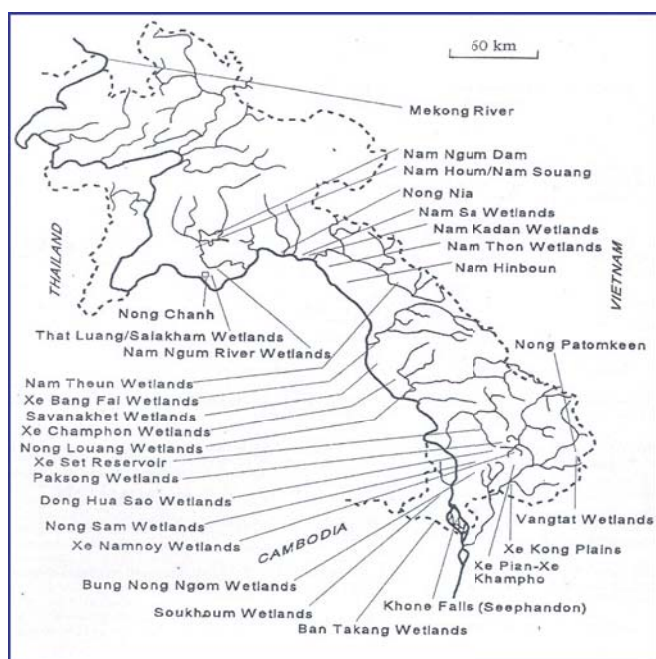 60 km
Mekong River
Nam Ngum Dam
Nam Houm/Nam Souang
Nong Nia
Nam Sa Wetlands
Nam Kadan Wetlands
Nam Thon Wetlands
Nam Hinboun
THAILAND
VIETNAM
Nong Chanh
That Luang/Salakham Wetlands
Nam Ngum River Wetlands
Nong Patomkeen
Nam Theun Wetlands
Xe Bang Fai Wetlands
Savanakhet Wetlands
Xe Champhon Wetlands
Nong Louang Wetlands
Xe Set Reservoir
Paksong Wetlands
Dong Hua Sao Wetlands
Nong Sam Wetlands
Xe Namnoy Wetlands
CAMBODIA
Vangtat Wetlands
Xe Kong Plains
Xe Pian-Xe
Khampho
Bung Nong Ngom Wetlands
Soukhoum Wetlands
Khone Falls (Seephandon)
Ban Takang Wetlands